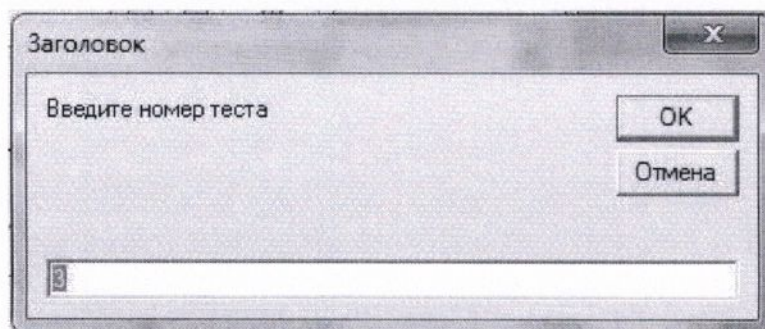 Заголовок
Введите номер теста
OK
Отмена
3